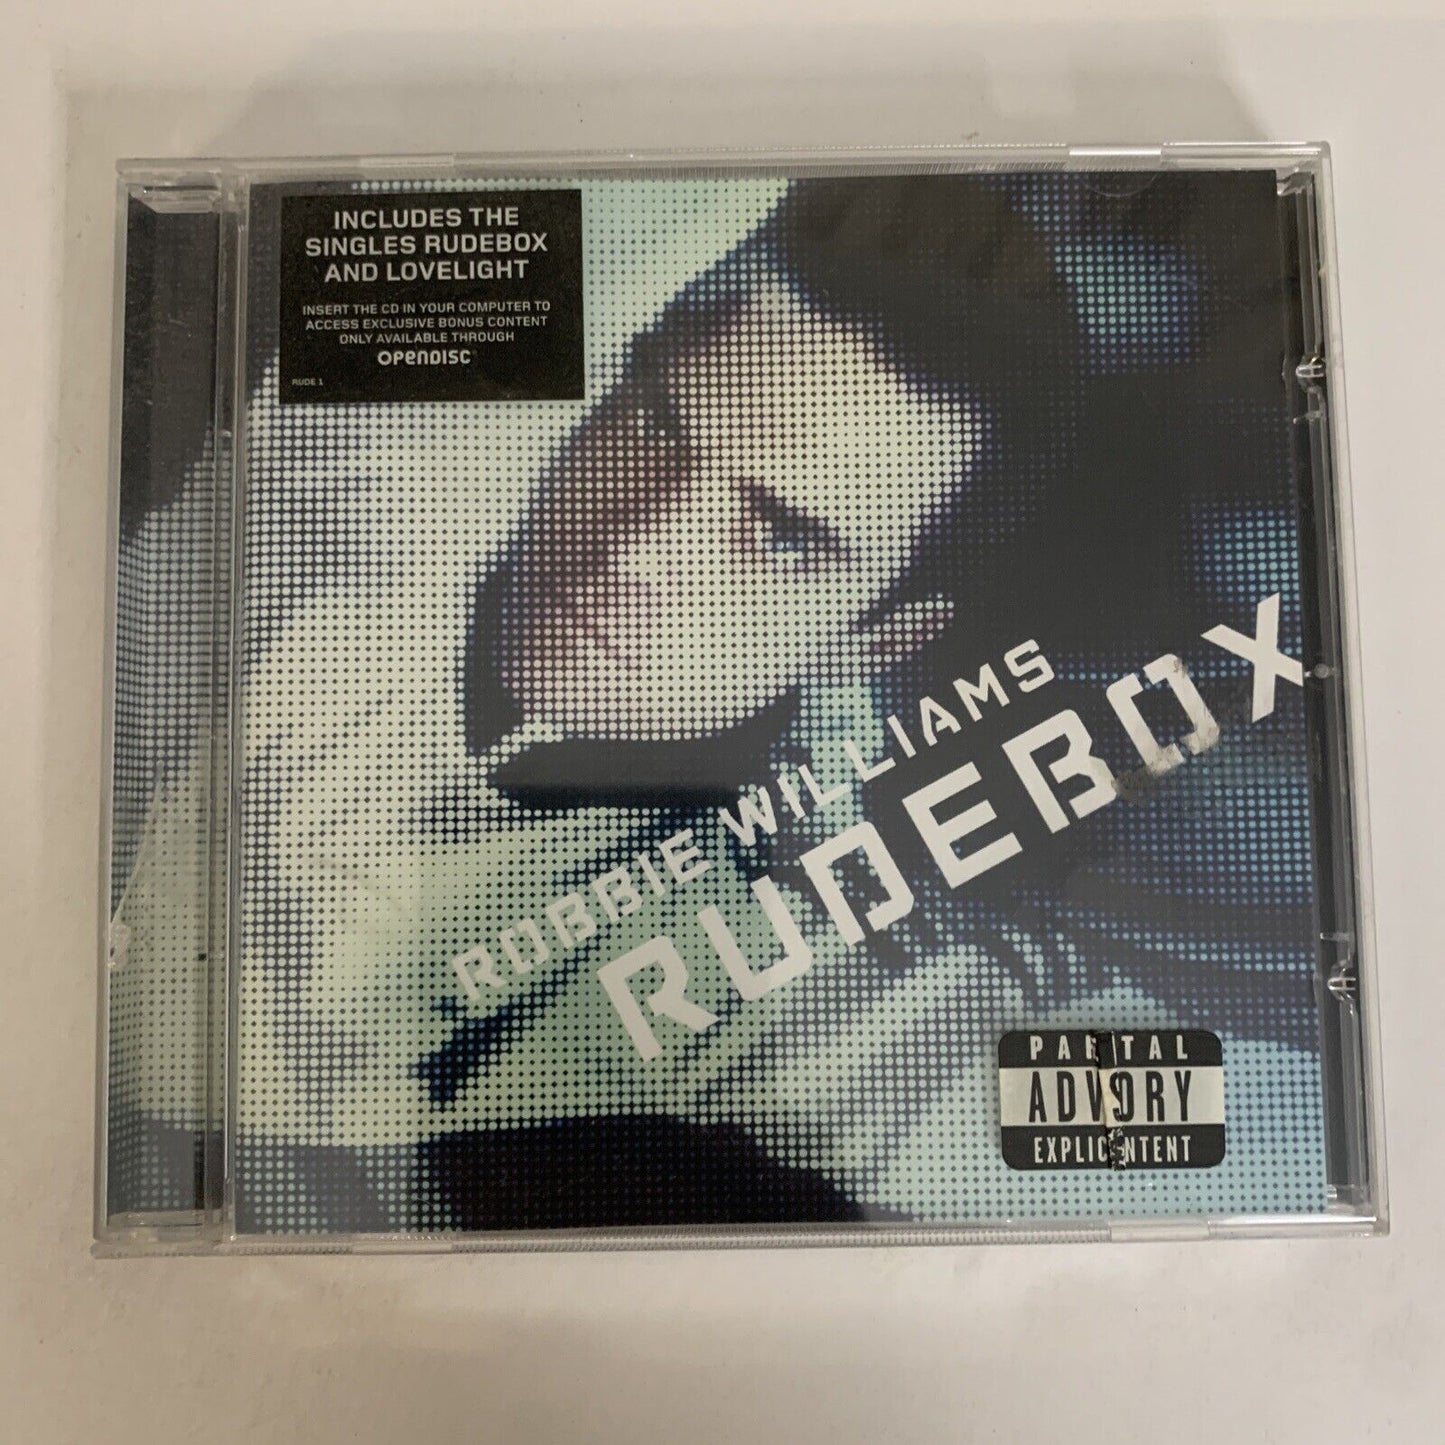 INCLUDES THE
SINGLES RUDEBOX
AND LOVELIGHT
INSERT THE CD IN YOUR COMPUTER TO
ACCESS EXCLUSIVE BONUS CONTENT
ONLY AVAILABLE THROUGH
OPENDISC
RUDE 1
ROBBIE WILLIAMS
RUDEBOX
PARTAL
ADVORY
EXPLICNTENT